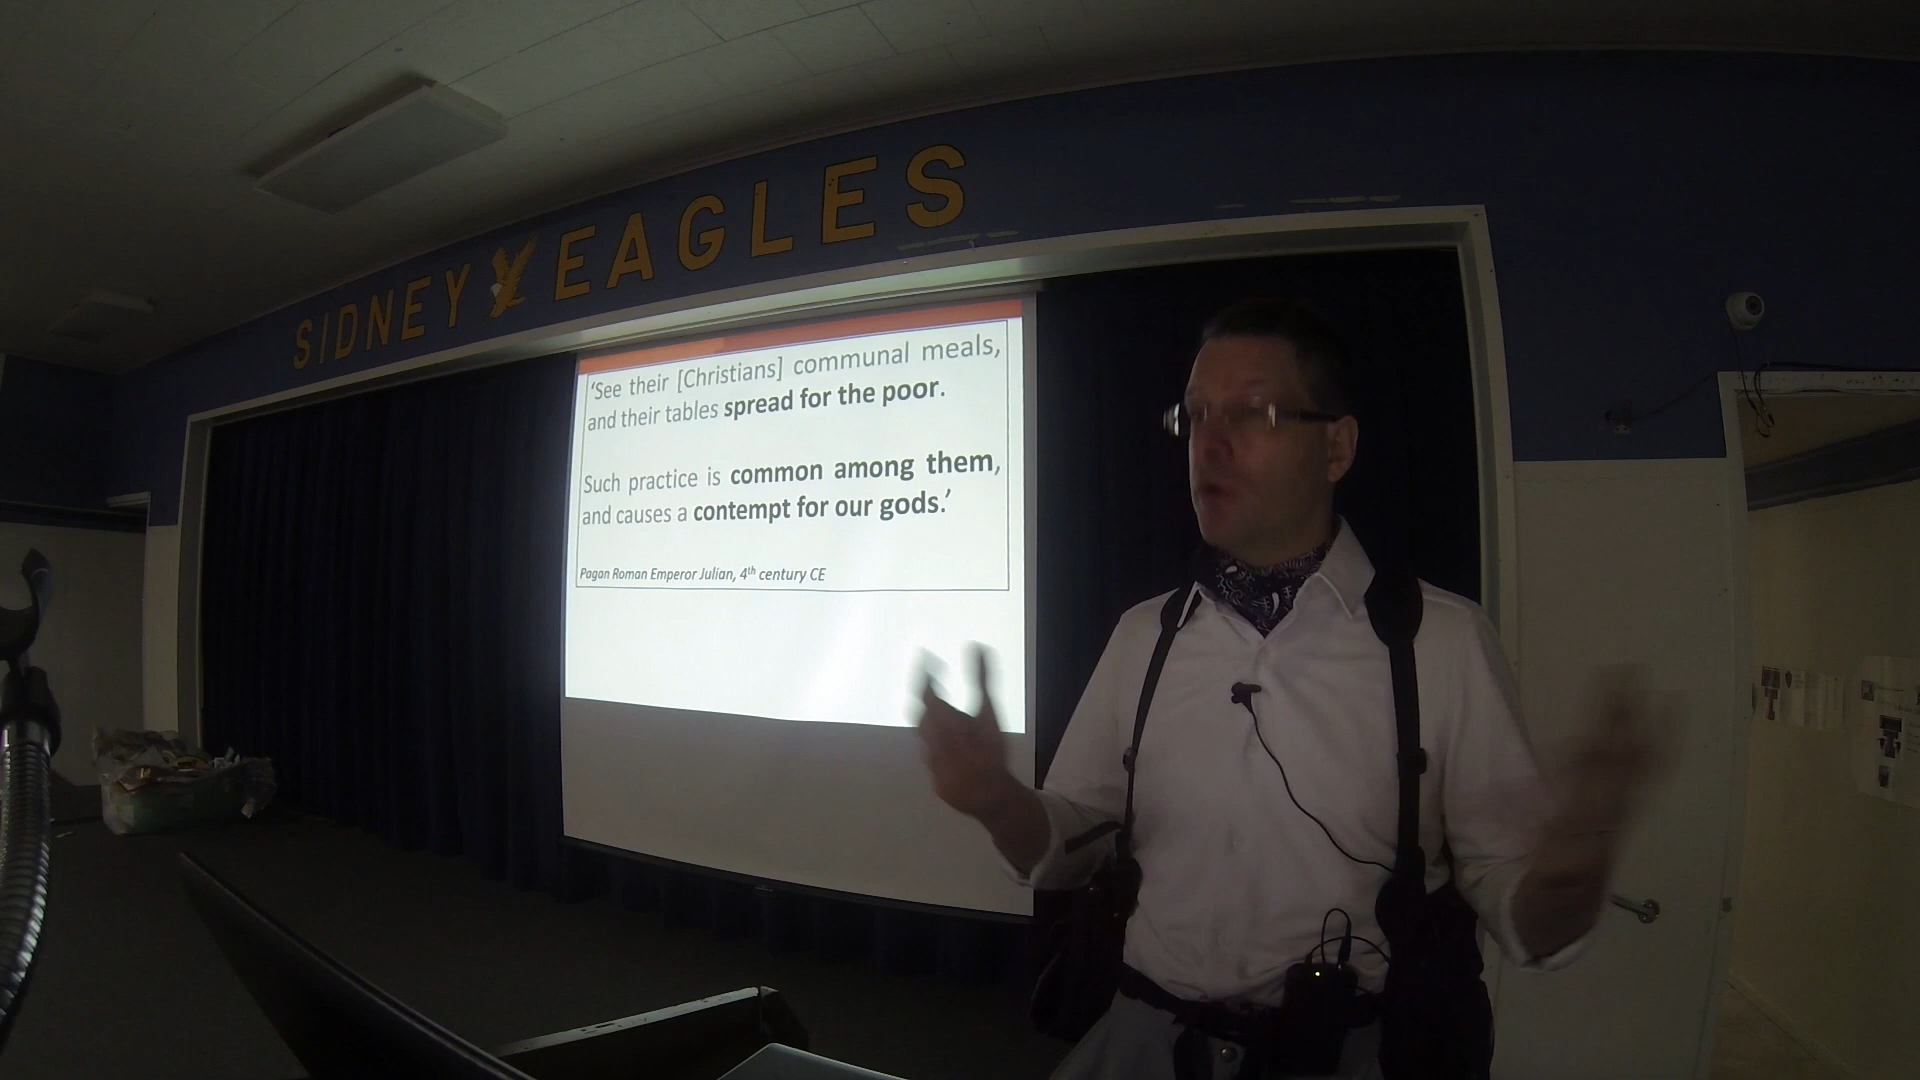 SIDNEY EAGLES
‘See their [Christians] communal meals,
and their tables spread for the poor.
Such practice is common among them,
and causes a contempt for our gods.’
Pagan Roman Emperor Julian, 4th century CE